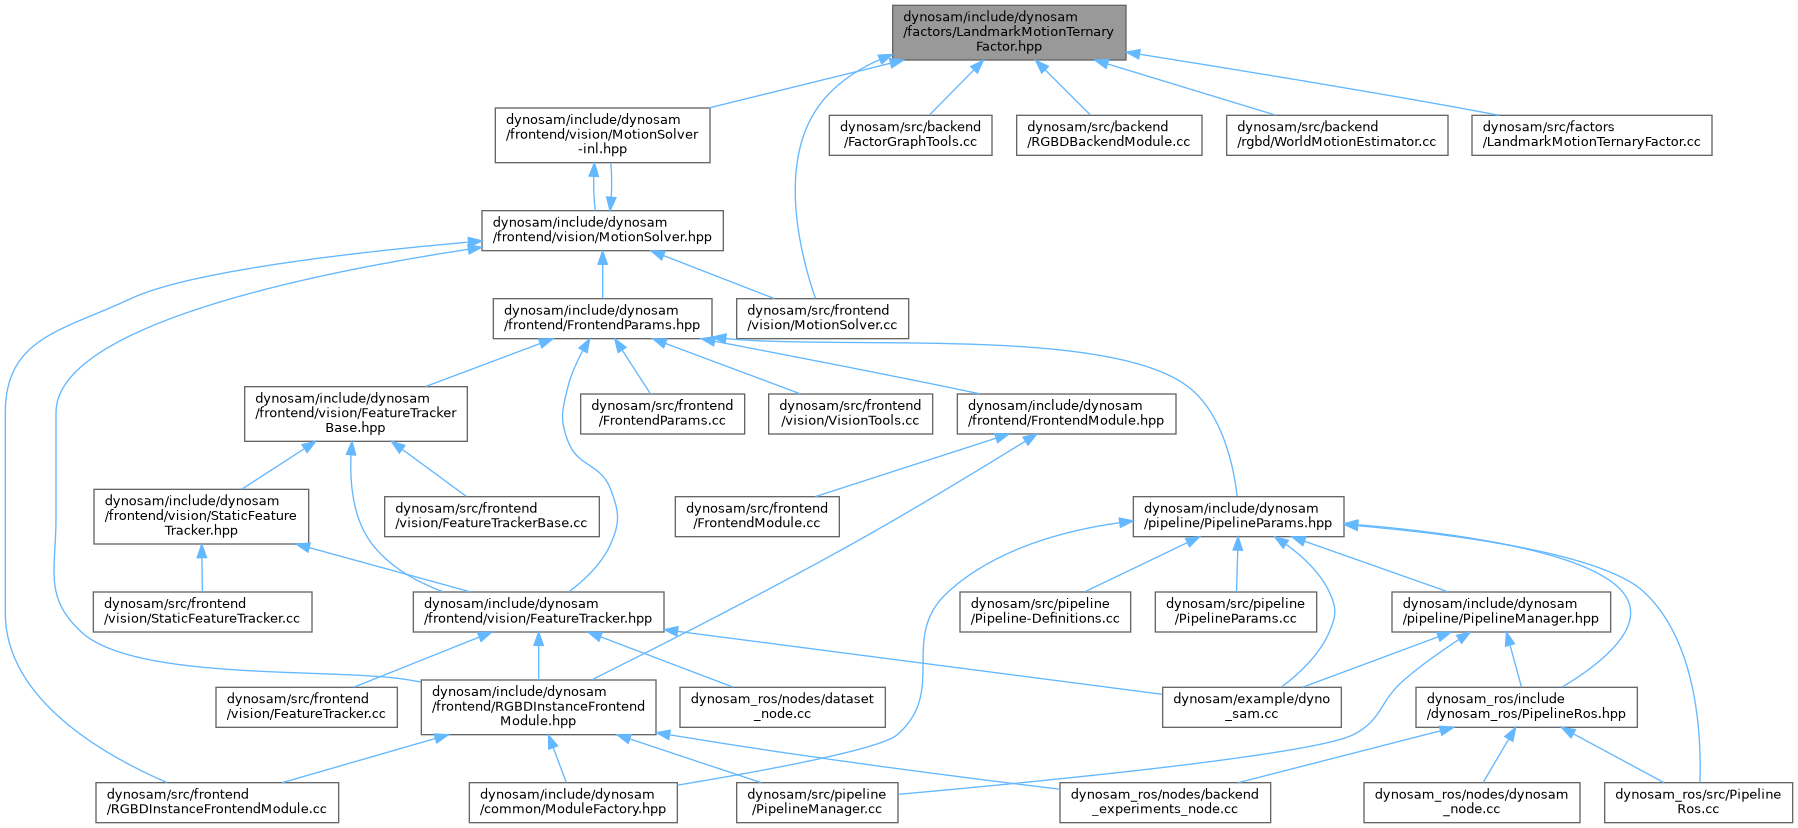 dynosam/include/dynosam
/factors/LandmarkMotionTernary
Factor.hpp
dynosam/include/dynosam
/frontend/vision/MotionSolver
-inl.hpp
dynosam/src/backend
/FactorGraphTools.cc
dynosam/src/backend
/RGBDBackendModule.cc
dynosam/src/backend
/rgbd/WorldMotionEstimator.cc
dynosam/src/factors
/LandmarkMotionTernaryFactor.cc
dynosam/include/dynosam
/frontend/vision/MotionSolver.hpp
dynosam/include/dynosam
/frontend/FrontendParams.hpp
dynosam/src/frontend
/vision/MotionSolver.cc
dynosam/include/dynosam
/frontend/vision/FeatureTracker
Base.hpp
dynosam/src/frontend
/FrontendParams.cc
dynosam/src/frontend
/vision/VisionTools.cc
dynosam/include/dynosam
/frontend/FrontendModule.hpp
dynosam/include/dynosam
/frontend/vision/StaticFeature
Tracker.hpp
dynosam/src/frontend
/vision/FeatureTrackerBase.cc
dynosam/src/frontend
/FrontendModule.cc
dynosam/include/dynosam
/pipeline/PipelineParams.hpp
dynosam/src/frontend
/vision/StaticFeatureTracker.cc
dynosam/include/dynosam
/frontend/vision/FeatureTracker.hpp
dynosam/src/pipeline
/Pipeline-Definitions.cc
dynosam/src/pipeline
/PipelineParams.cc
dynosam/include/dynosam
/pipeline/PipelineManager.hpp
dynosam/src/frontend
/vision/FeatureTracker.cc
dynosam/include/dynosam
/frontend/RGBDInstanceFrontend
Module.hpp
dynosam_ros/nodes/dataset
_node.cc
dynosam/example/dyno
_sam.cc
dynosam_ros/include
/dynosam_ros/PipelineRos.hpp
dynosam/src/frontend
/RGBDInstanceFrontendModule.cc
dynosam/include/dynosam
/common/ModuleFactory.hpp
dynosam/src/pipeline
/PipelineManager.cc
dynosam_ros/nodes/backend
_experiments_node.cc
dynosam_ros/nodes/dynosam
_node.cc
dynosam_ros/src/Pipeline
Ros.cc